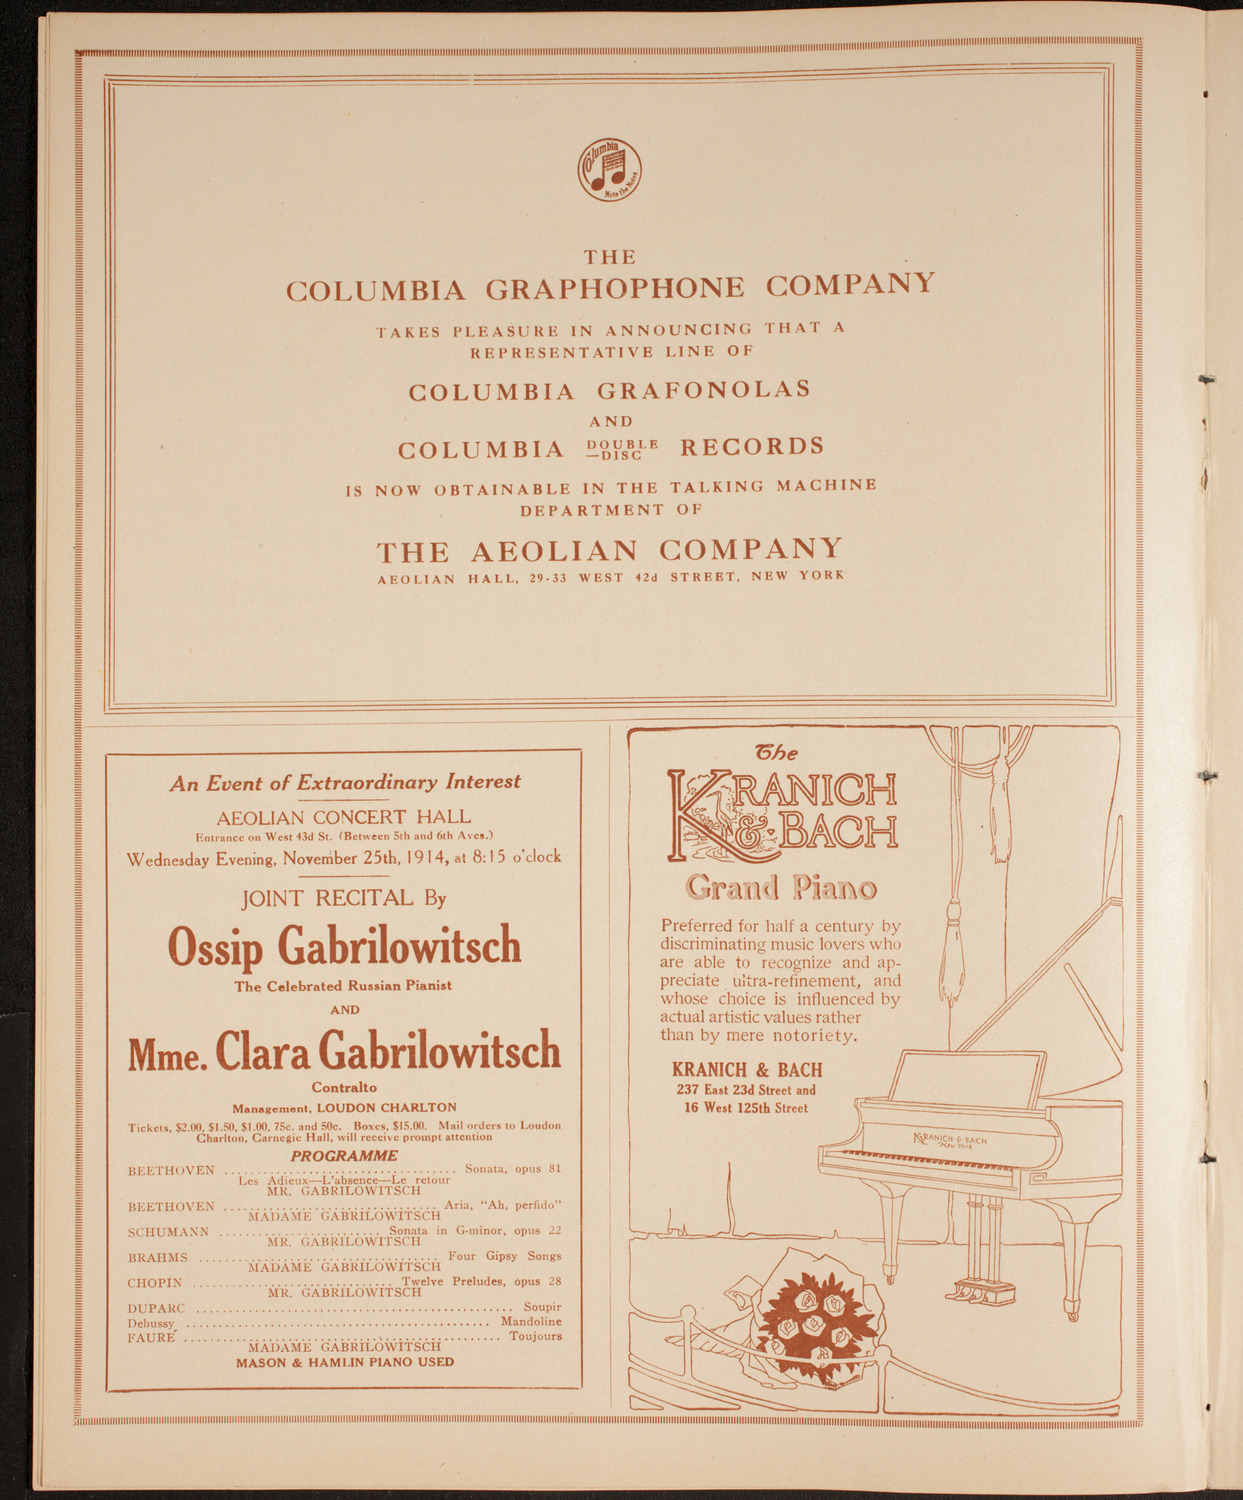 Columbia
Note the Notes
THE
COLUMBIA GRAPHOPHONE COMPANY
TAKES PLEASURE IN ANNOUNCING THAT A
REPRESENTATIVE LINE OF
COLUMBIA GRAFONOLAS
AND
COLUMBIA DOUBLE-DISC RECORDS
IS NOW OBTAINABLE IN THE TALKING MACHINE
DEPARTMENT OF
THE AEOLIAN COMPANY
AEOLIAN HALL, 29-33 WEST 42d STREET, NEW YORK
An Event of Extraordinary Interest
AEOLIAN CONCERT HALL
Entrance on West 43d St. (Between 5th and 6th Aves.)
Wednesday Evening, November 25th, 1914, at 8:15 o'clock
JOINT RECITAL By
Ossip Gabrilowitsch
The Celebrated Russian Pianist
AND
Mme. Clara Gabrilowitsch
Contralto
Management, LOUDON CHARLTON
Tickets, $2.00, $1.50, $1.00, 75c. and 50c. Boxes, $15.00. Mail orders to Loudon
Charlton, Carnegie Hall, will receive prompt attention
PROGRAMME
BEETHOVEN .................................. Sonata, opus 81
Les Adieux—L'absence—Le retour
MR. GABRILOWITSCH
BEETHOVEN ................................ Aria, "Ah, perfido"
MADAME GABRILOWITSCH
SCHUMANN ........................ Sonata in G-minor, opus 22
MR. GABRILOWITSCH
BRAHMS .................................... Four Gipsy Songs
MADAME GABRILOWITSCH
CHOPIN .............................. Twelve Preludes, opus 28
MR. GABRILOWITSCH
DUPARC ................................................ Soupir
Debussy .............................................. Mandoline
FAURÉ ................................................ Toujours
MADAME GABRILOWITSCH
MASON & HAMLIN PIANO USED
The
KRANICH
& BACH
Grand Piano
Preferred for half a century by
discriminating music lovers who
are able to recognize and ap-
preciate ultra-refinement, and
whose choice is influenced by
actual artistic values rather
than by mere notoriety.
KRANICH & BACH
237 East 23d Street and
16 West 125th Street
KRANICH & BACH
New York